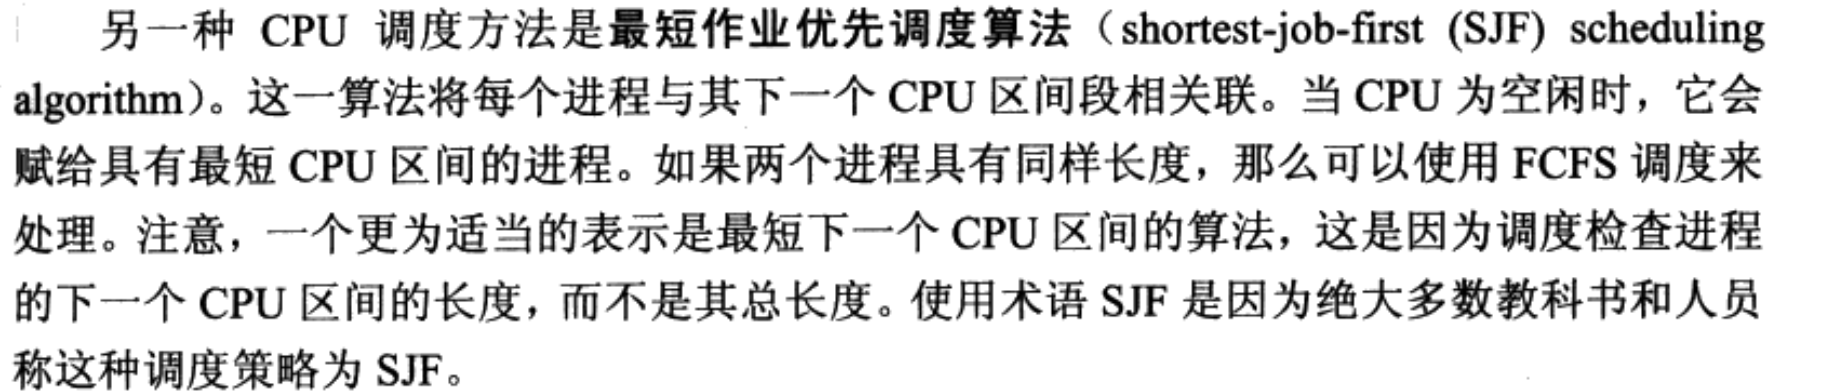 另一种 CPU 调度方法是最短作业优先调度算法（shortest-job-first (SJF) scheduling
algorithm）。这一算法将每个进程与其下一个 CPU 区间段相关联。当 CPU 为空闲时，它会
赋给具有最短 CPU 区间的进程。如果两个进程具有同样长度，那么可以使用 FCFS 调度来
处理。注意，一个更为适当的表示是最短下一个 CPU 区间的算法，这是因为调度检查进程
的下一个 CPU 区间的长度，而不是其总长度。使用术语 SJF 是因为绝大多数教科书和人员
称这种调度策略为 SJF。